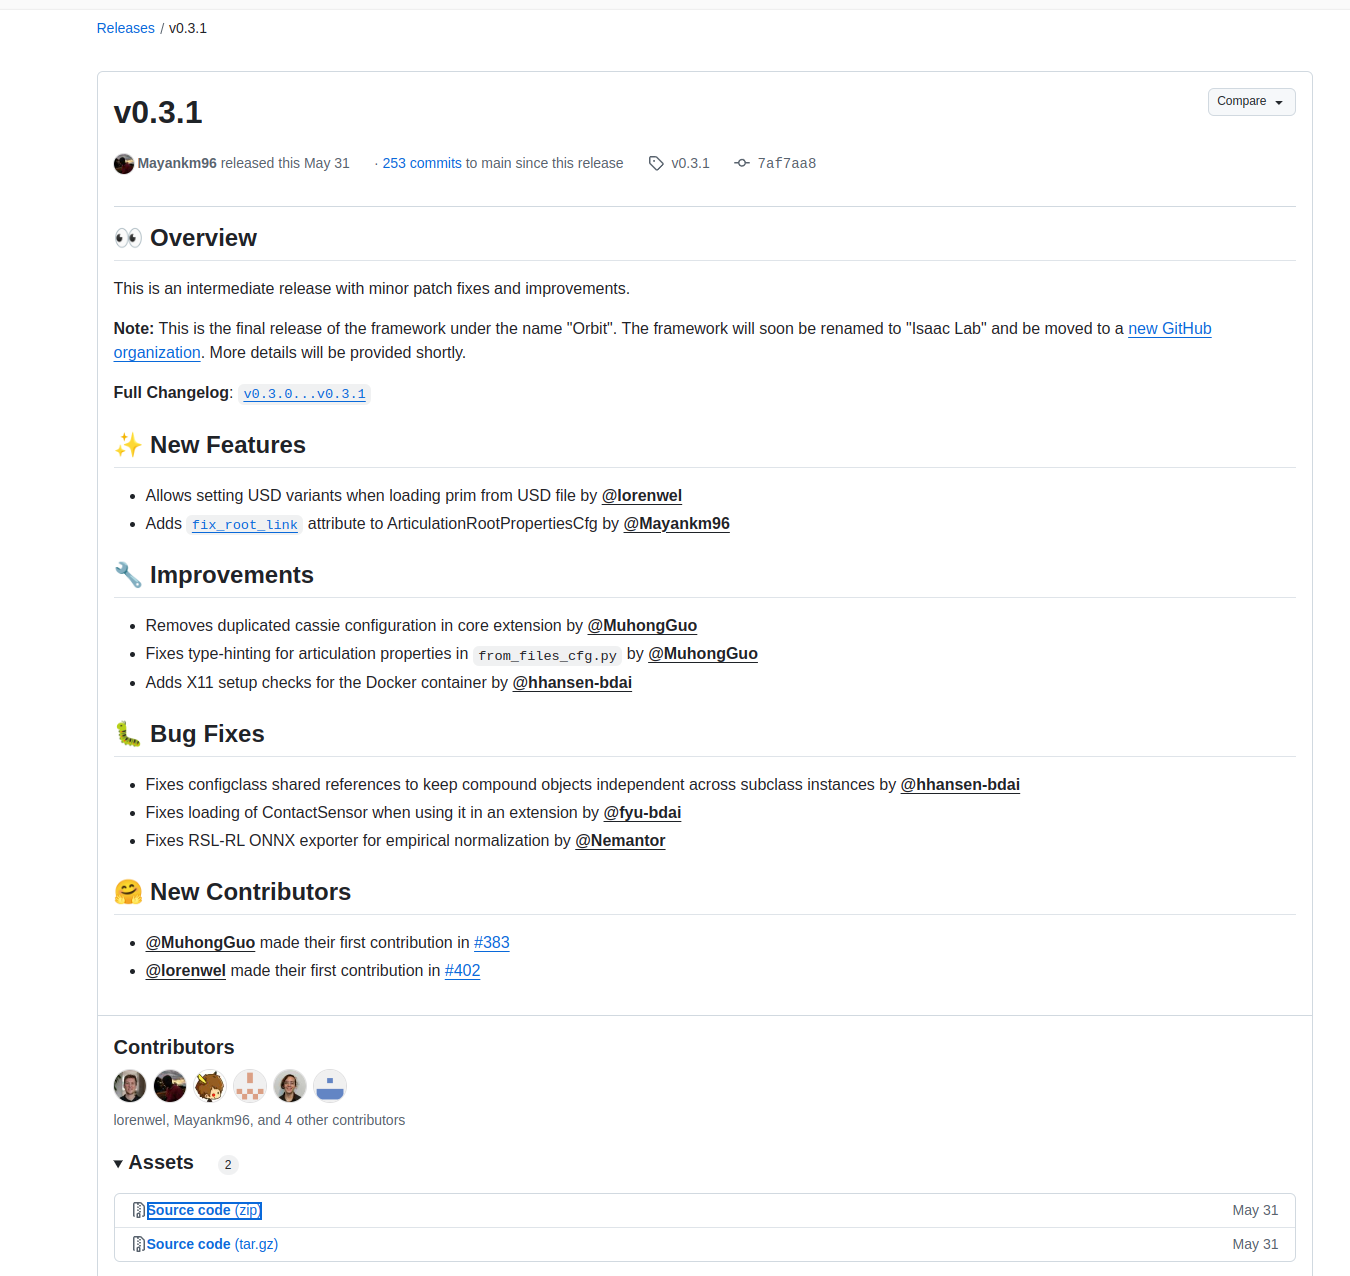 Releases / v0.3.1
v0.3.1
Compare
Mayankm96 released this May 31 · 253 commits to main since this release v0.3.1 7af7aa8
👀 Overview
This is an intermediate release with minor patch fixes and improvements.
Note: This is the final release of the framework under the name "Orbit". The framework will soon be renamed to "Isaac Lab" and be moved to a new GitHub
organization. More details will be provided shortly.
Full Changelog: v0.3.0...v0.3.1
✨ New Features
• Allows setting USD variants when loading prim from USD file by @lorenwel
• Adds fix_root_link attribute to ArticulationRootPropertiesCfg by @Mayankm96
🔧 Improvements
• Removes duplicated cassie configuration in core extension by @MuhongGuo
• Fixes type-hinting for articulation properties in from_files_cfg.py by @MuhongGuo
• Adds X11 setup checks for the Docker container by @hhansen-bdai
🐛 Bug Fixes
• Fixes configclass shared references to keep compound objects independent across subclass instances by @hhansen-bdai
• Fixes loading of ContactSensor when using it in an extension by @fyu-bdai
• Fixes RSL-RL ONNX exporter for empirical normalization by @Nemantor
🤗 New Contributors
• @MuhongGuo made their first contribution in #383
• @lorenwel made their first contribution in #402
Contributors
lorenwel, Mayankm96, and 4 other contributors
Assets 2
Source code (zip) May 31
Source code (tar.gz) May 31